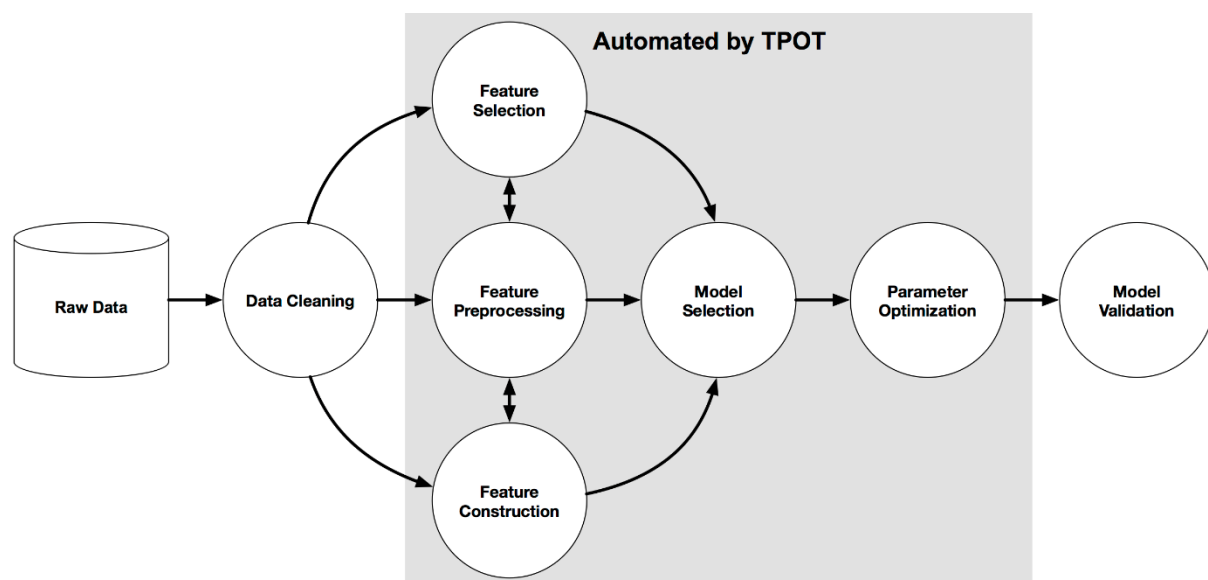 Automated by TPOT
Feature
Selection
Raw Data
Data Cleaning
Feature
Preprocessing
Model
Selection
Parameter
Optimization
Model
Validation
Feature
Construction